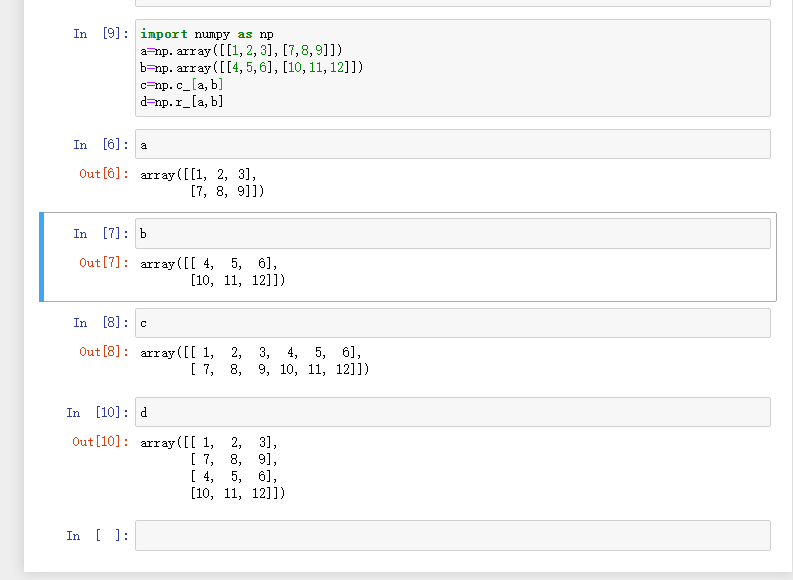 In [9]: import numpy as np
a=np.array([[1,2,3],[7,8,9]])
b=np.array([[4,5,6],[10,11,12]])
c=np.c_[a,b]
d=np.r_[a,b]
In [6]: a
Out[6]: array([[1, 2, 3],
[7, 8, 9]])
In [7]: b
Out[7]: array([[ 4, 5, 6],
[10, 11, 12]])
In [8]: c
Out[8]: array([[ 1, 2, 3, 4, 5, 6],
[ 7, 8, 9, 10, 11, 12]])
In [10]: d
Out[10]: array([[ 1, 2, 3],
[ 7, 8, 9],
[ 4, 5, 6],
[10, 11, 12]])
In [ ]: